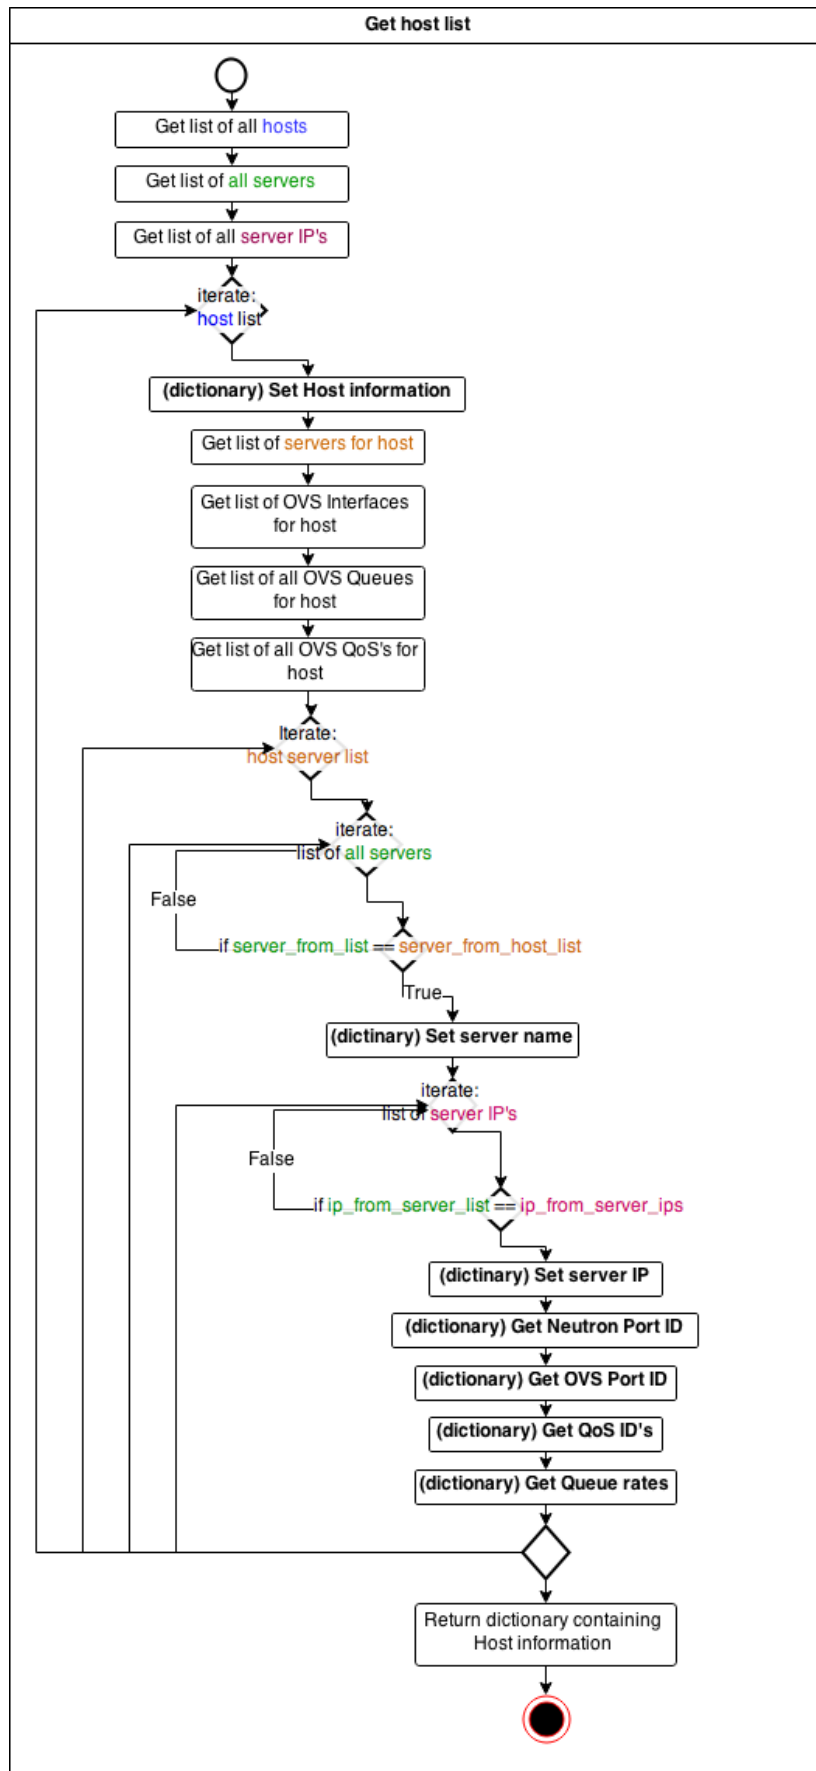 Get host list
Get list of all hosts
Get list of all servers
Get list of all server IP's
iterate:
host list
(dictionary) Set Host information
Get list of servers for host
Get list of OVS Interfaces
for host
Get list of all OVS Queues
for host
Get list of all OVS QoS's for
host
Iterate:
host server list
iterate:
list of all servers
False
if server_from_list == server_from_host_list
True
(dictinary) Set server name
iterate:
list of server IP's
False
if ip_from_server_list == ip_from_server_ips
(dictinary) Set server IP
(dictionary) Get Neutron Port ID
(dictionary) Get OVS Port ID
(dictionary) Get QoS ID's
(dictionary) Get Queue rates
Return dictionary containing
Host information